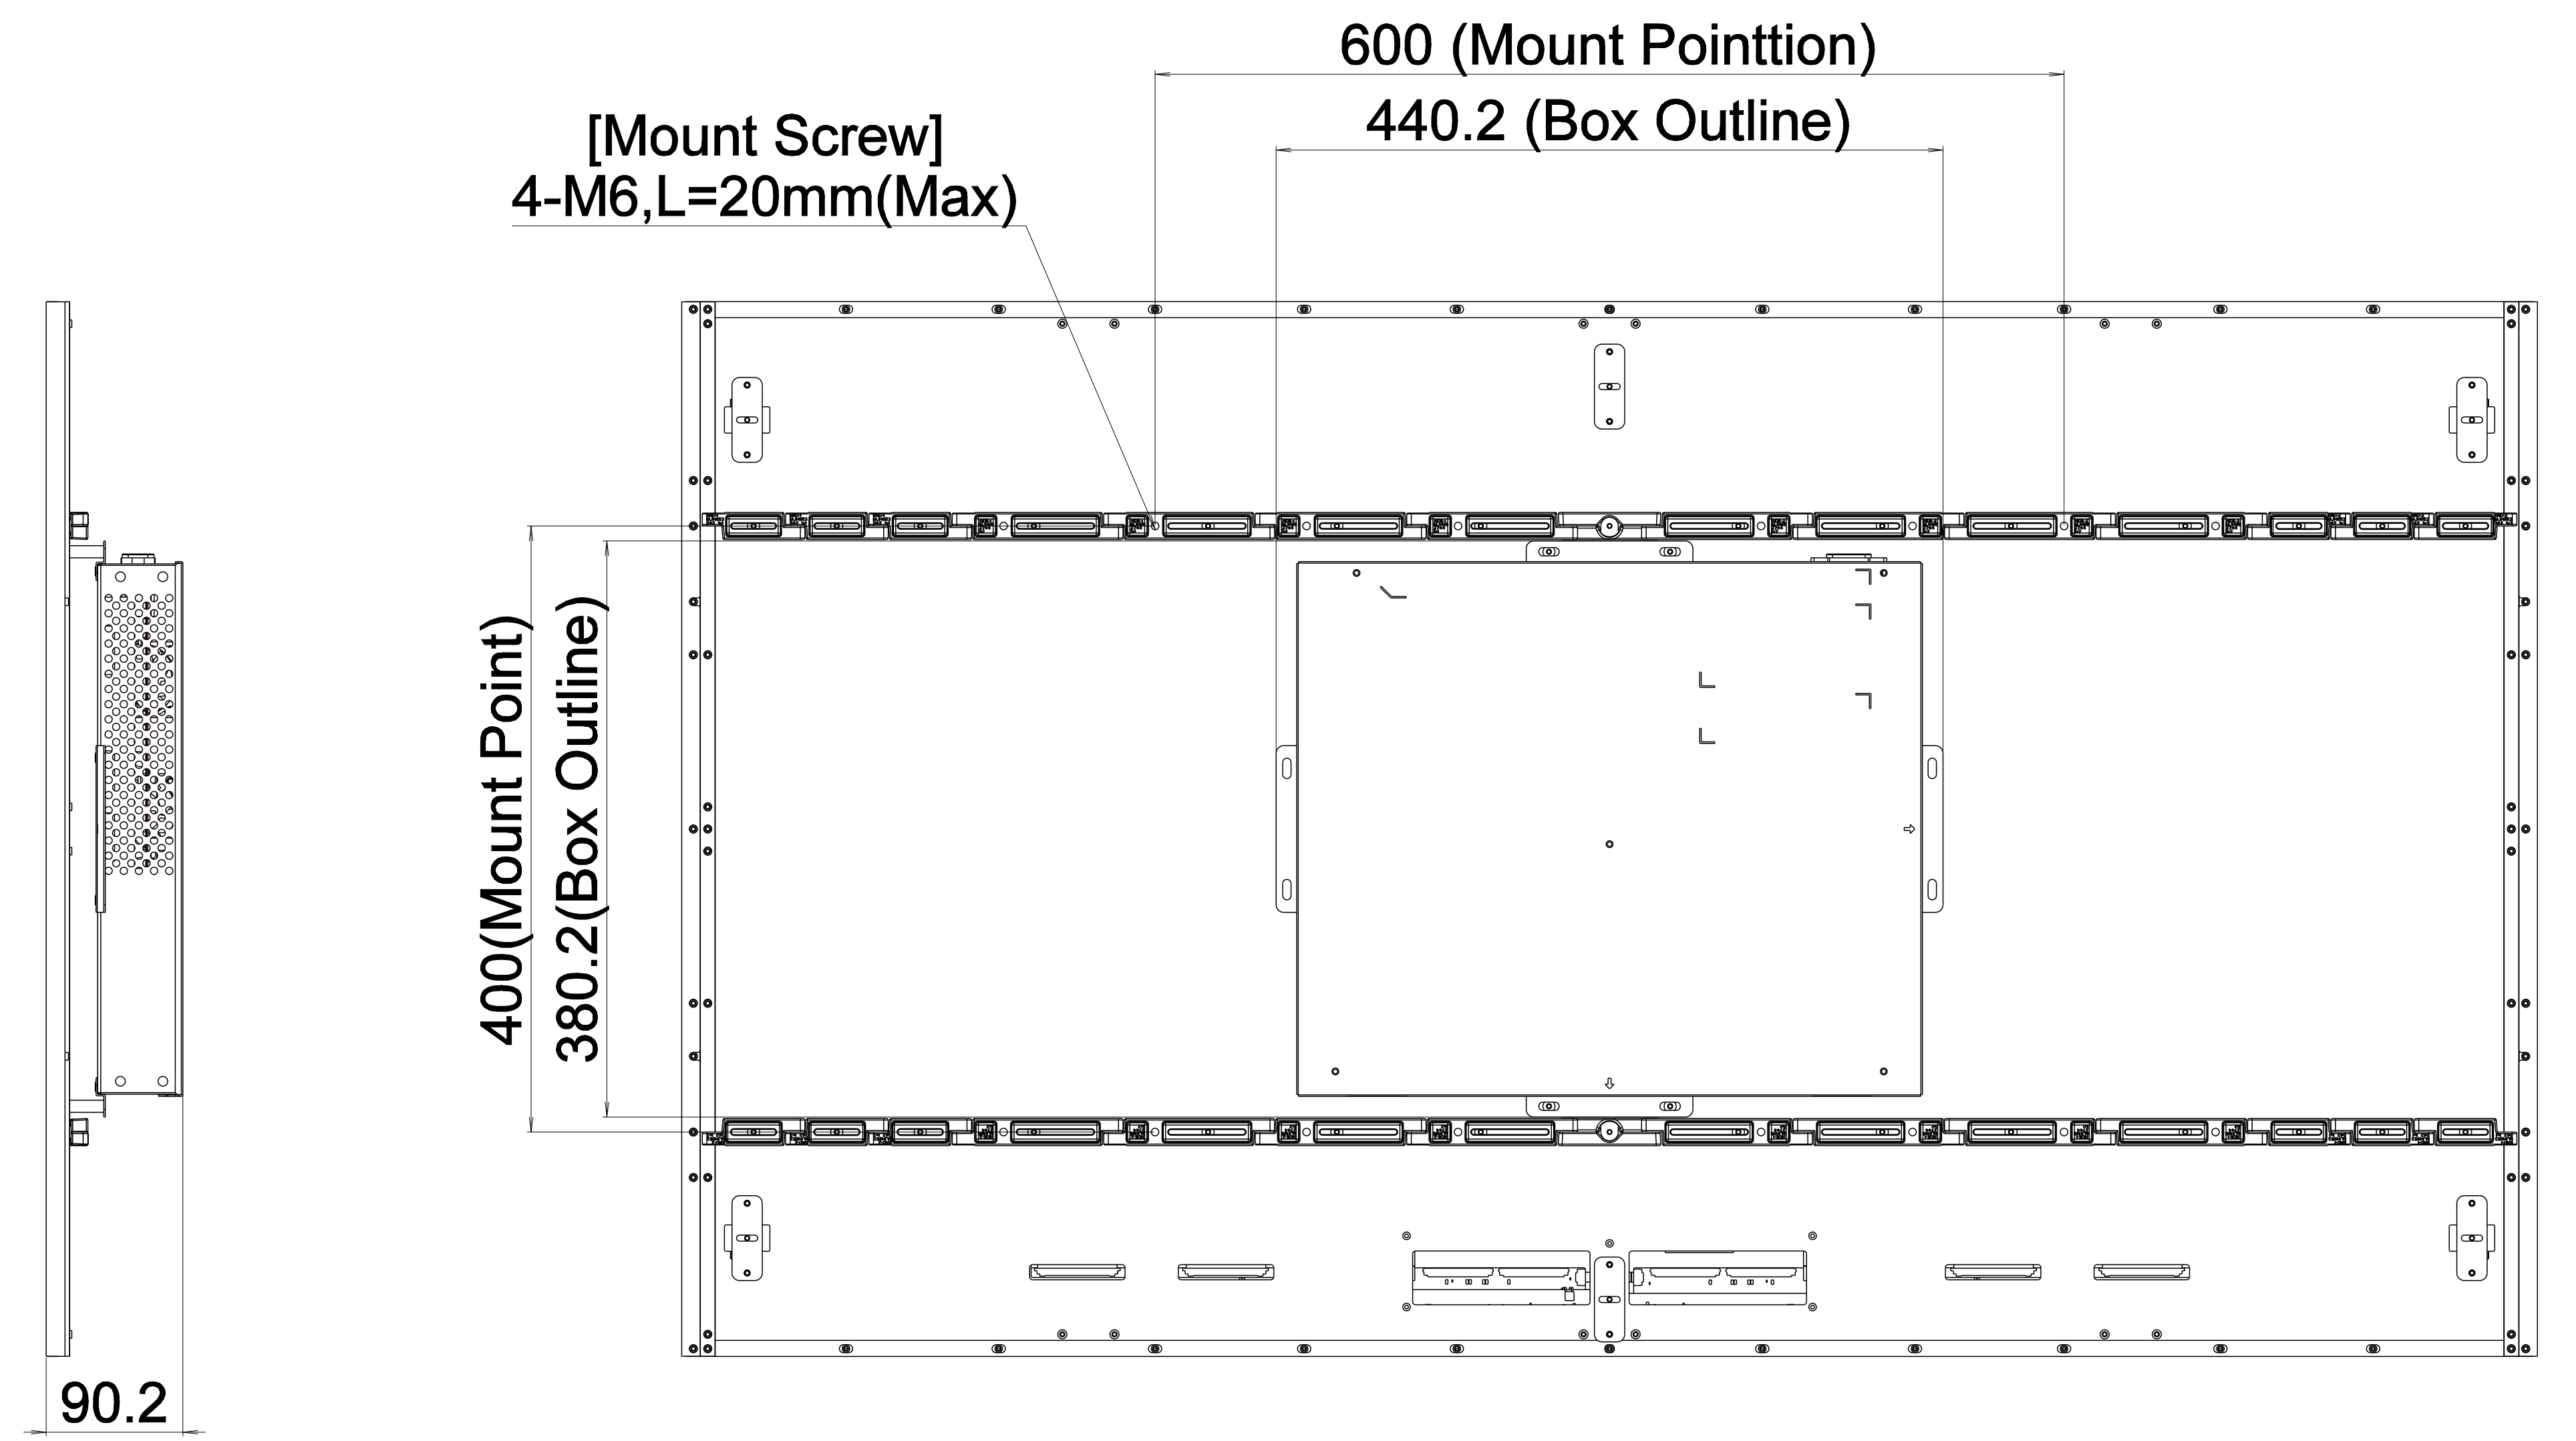 600 (Mount Pointtion)
440.2 (Box Outline)
[Mount Screw]
4-M6,L=20mm(Max)
400(Mount Point)
380.2(Box Outline)
90.2